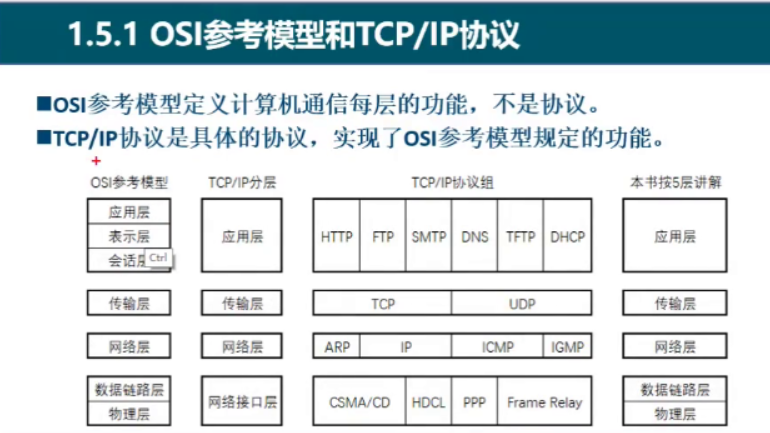 1.5.1 OSI参考模型和TCP/IP协议
■OSI参考模型定义计算机通信每层的功能，不是协议。
■TCP/IP协议是具体的协议，实现了OSI参考模型规定的功能。
OSI参考模型 TCP/IP分层 TCP/IP协议组 本书按5层讲解
应用层
表示层
会话层
Ctrl
应用层
HTTP FTP SMTP DNS TFTP DHCP
应用层
传输层 传输层 TCP UDP 传输层
网络层 网络层 ARP IP ICMP IGMP 网络层
数据链路层
物理层
网络接口层
CSMA/CD HDCL PPP Frame Relay
数据链路层
物理层